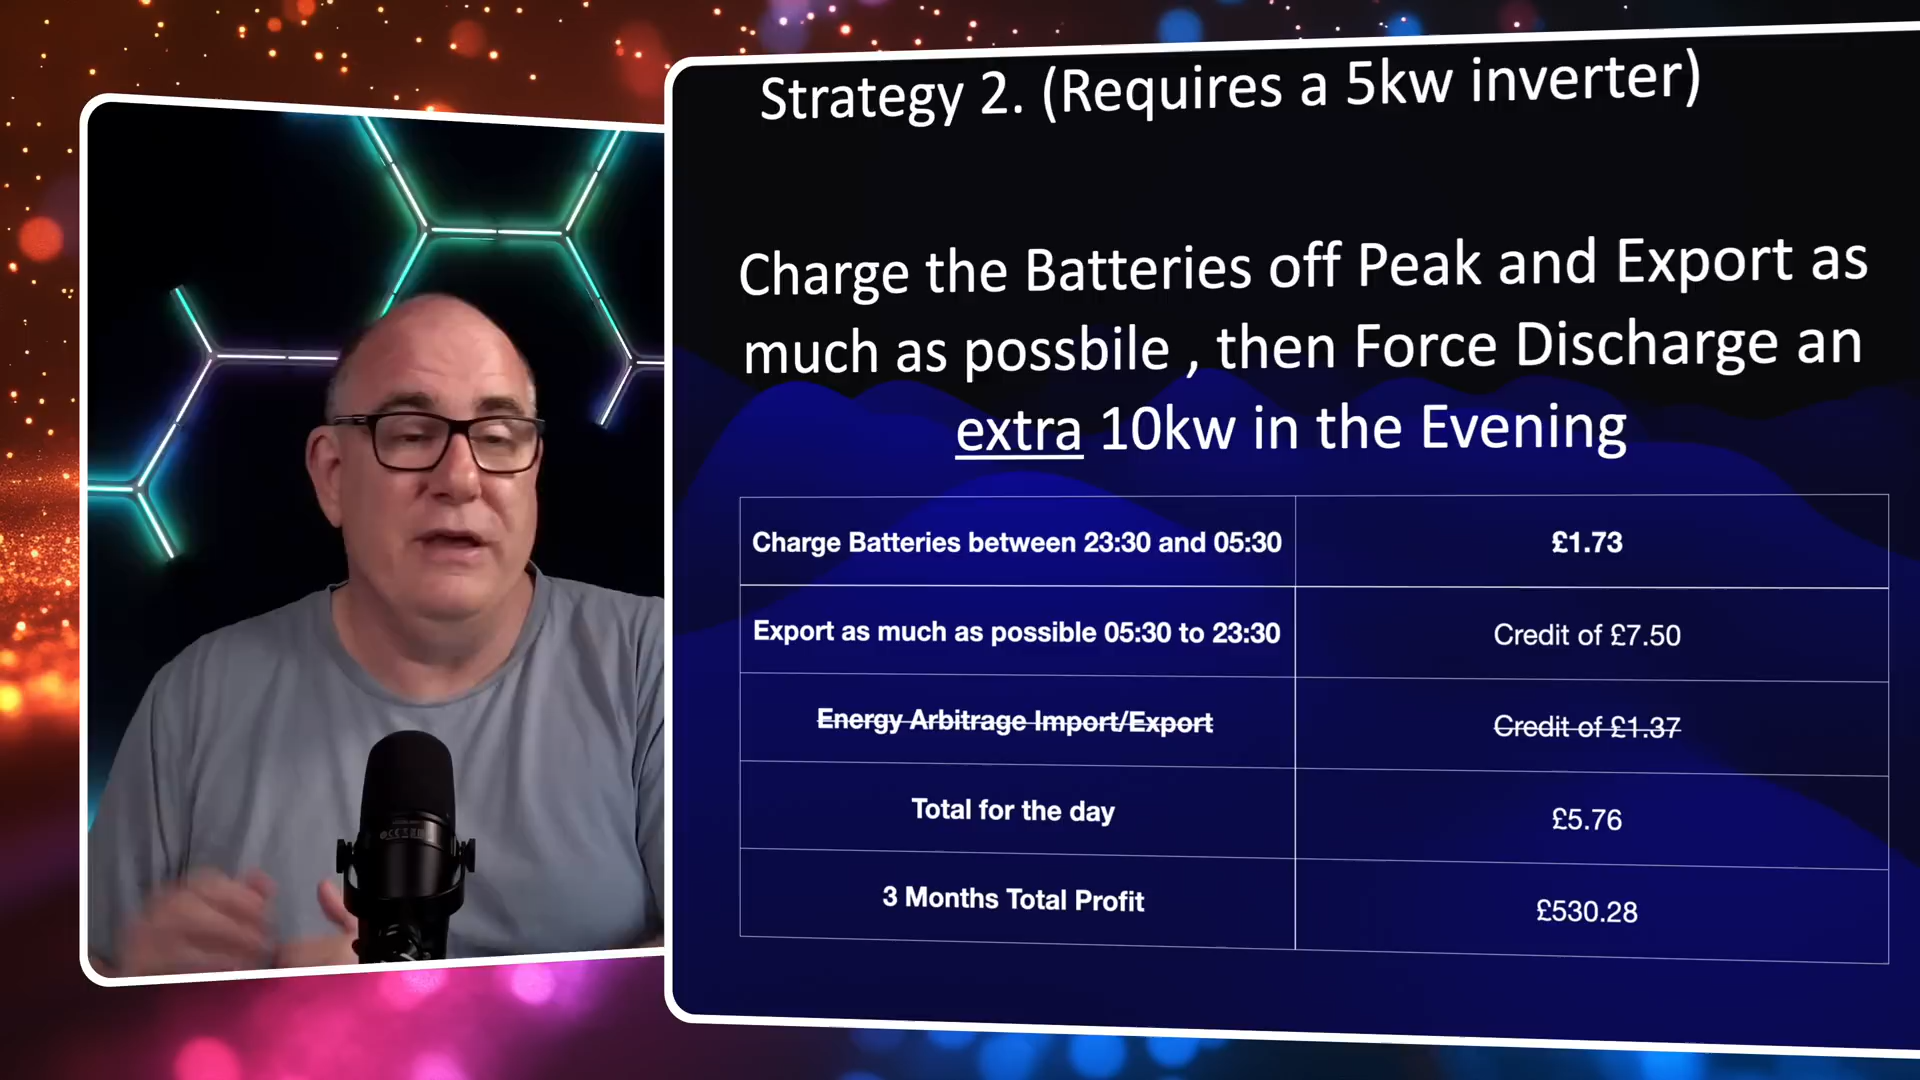 Strategy 2. (Requires a 5kw inverter)
Charge the Batteries off Peak and Export as
much as possbile , then Force Discharge an
extra 10kw in the Evening
Charge Batteries between 23:30 and 05:30
£1.73
Export as much as possible 05:30 to 23:30
Credit of £7.50
Energy Arbitrage Import/Export
Credit of £1.37
Total for the day
£5.76
3 Months Total Profit
£530.28